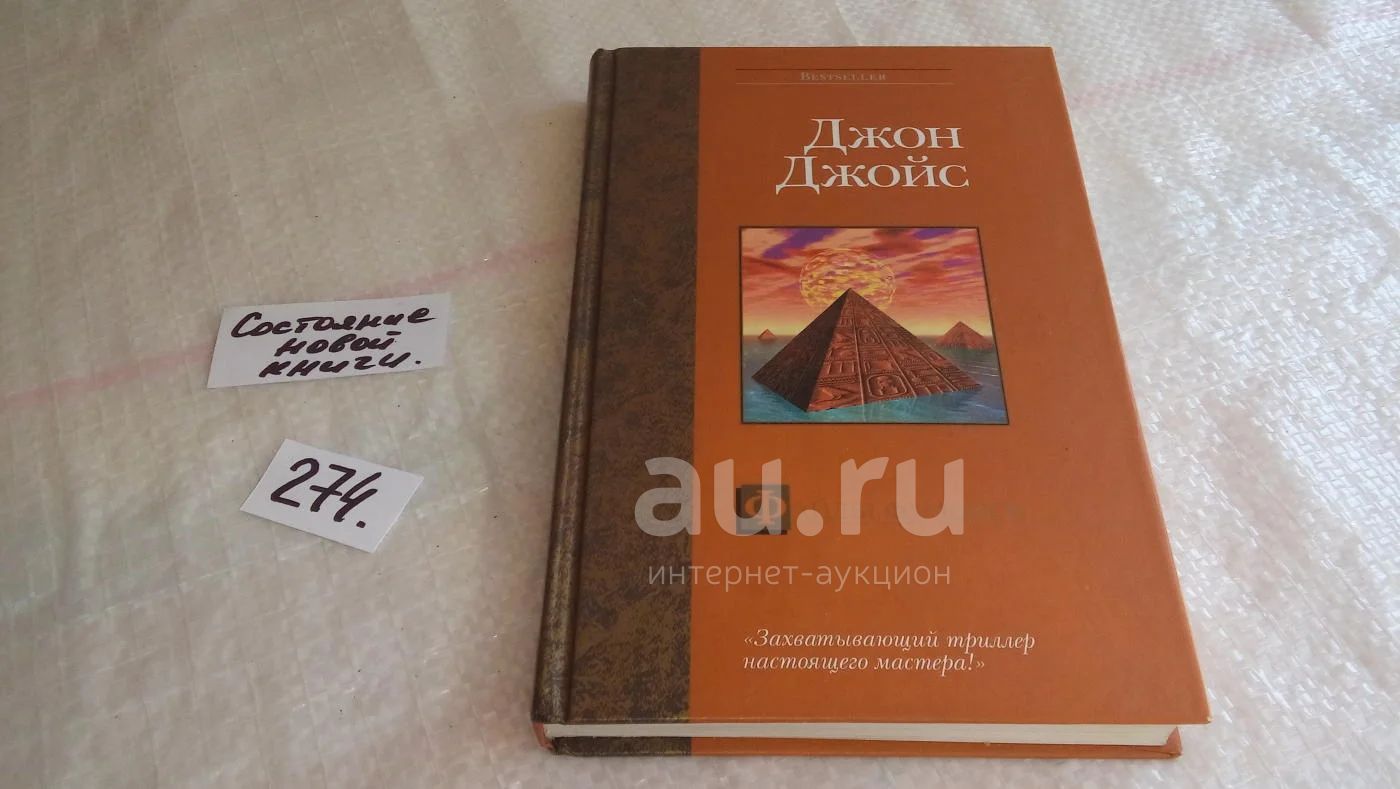 BESTSELLER
Джон
Джойс
Состояние
новой
книги.
274.
Ф
au.ru
интернет-аукцион
«Захватывающий триллер
настоящего мастера!»